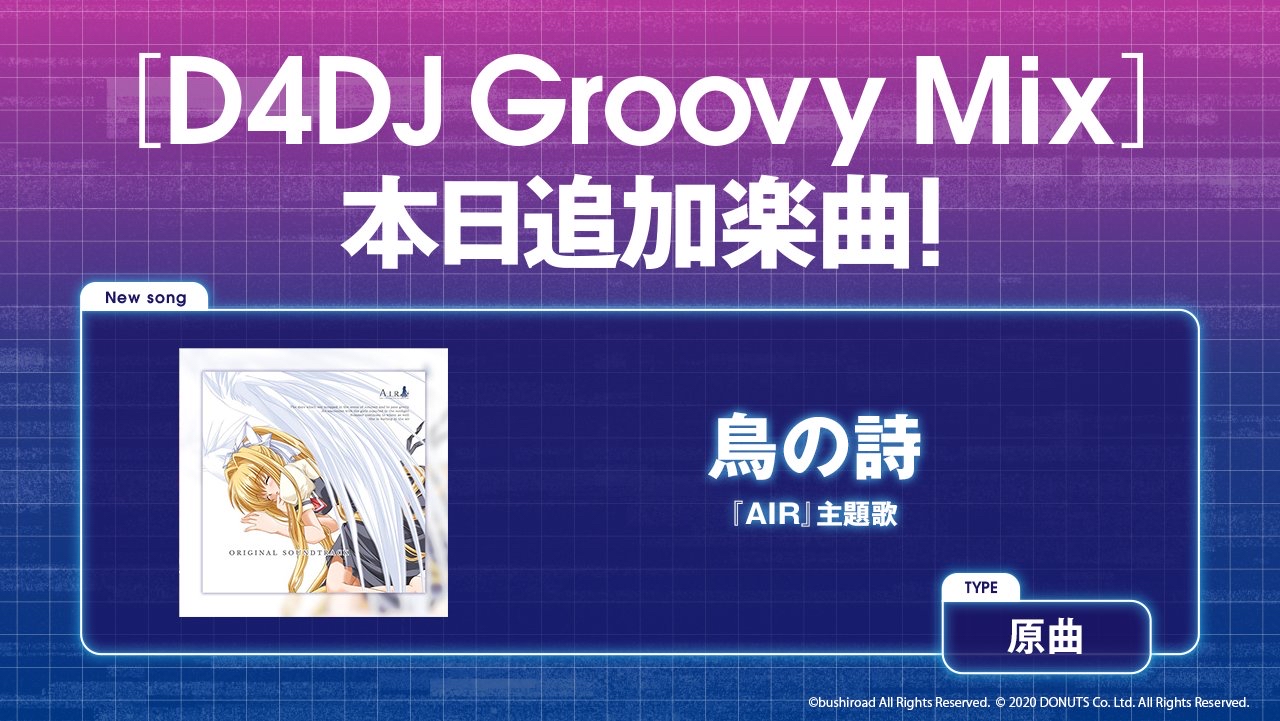 [D4DJ Groovy Mix]
本日追加楽曲!
New song
AIR
ORIGINAL SOUNDTRACK
鳥の詩
『AIR』主題歌
TYPE
原曲
©bushiroad All Rights Reserved. © 2020 DONUTS Co. Ltd. All Rights Reserved.